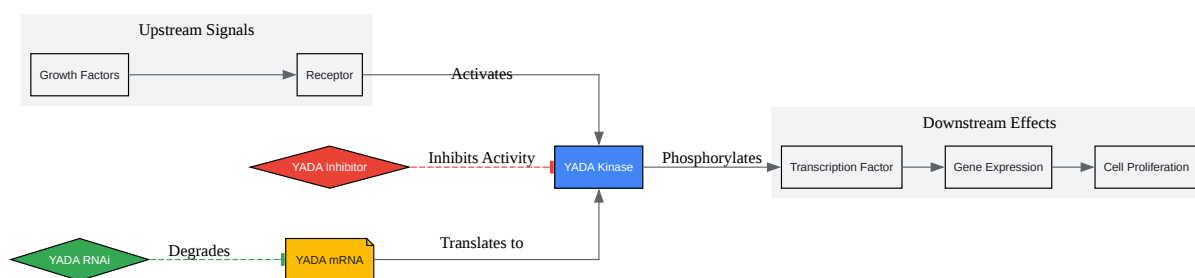 Upstream Signals
Growth Factors
Receptor
Activates
Downstream Effects
YADA Inhibitor
Inhibits Activity
YADA Kinase
Phosphorylates
Transcription Factor
Gene Expression
Cell Proliferation
YADA RNAi
Degrades
YADA mRNA
Translates to